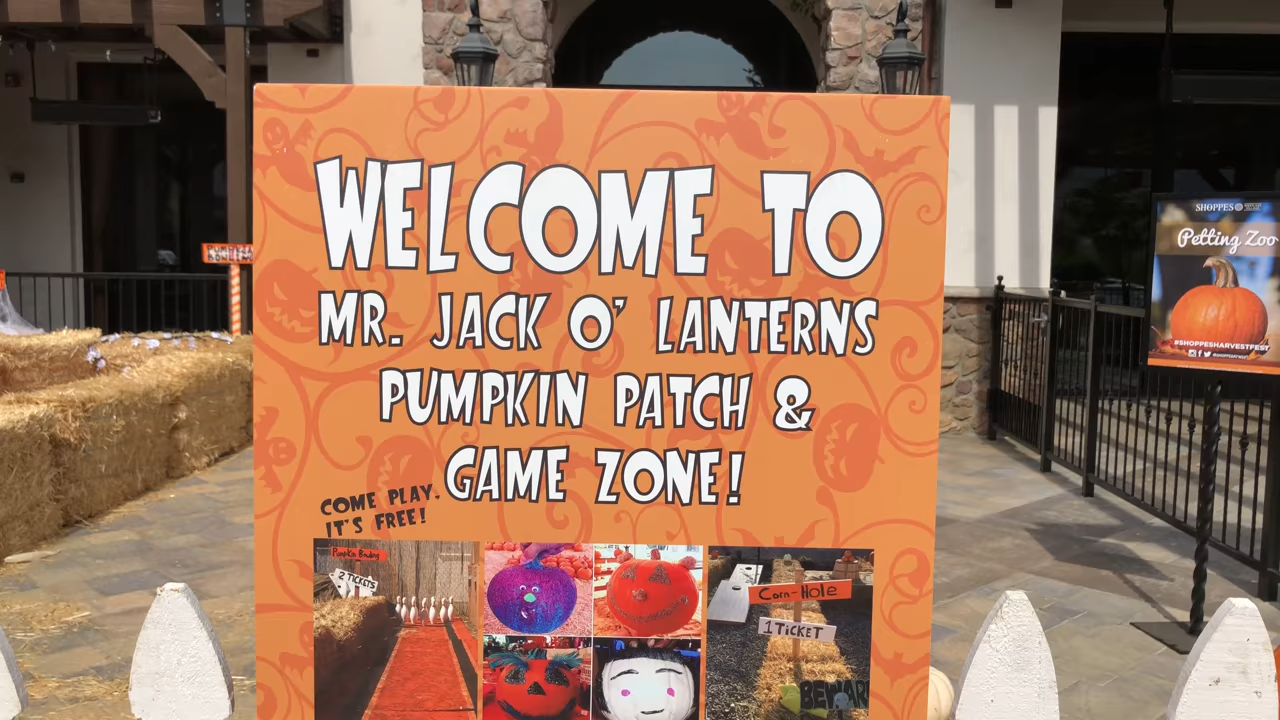 WELCOME TO
MR. JACK O' LANTERNS
PUMPKIN PATCH &
GAME ZONE!
COME PLAY,
IT'S FREE!
Pumpkin Bowling
2 TICKETS
Corn-Hole
1 TICKET
BEWARE
SHOPPES
Petting Zoo
#SHOPPESHARVESTFEST